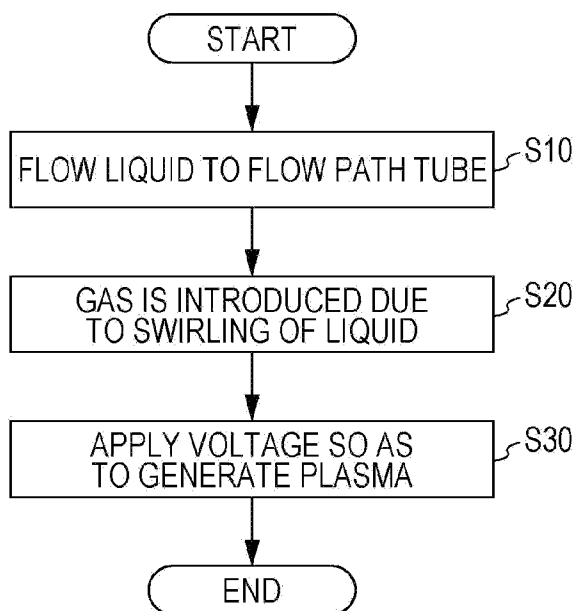 START
FLOW LIQUID TO FLOW PATH TUBE
S10
GAS IS INTRODUCED DUE
TO SWIRLING OF LIQUID
S20
APPLY VOLTAGE SO AS
TO GENERATE PLASMA
S30
END